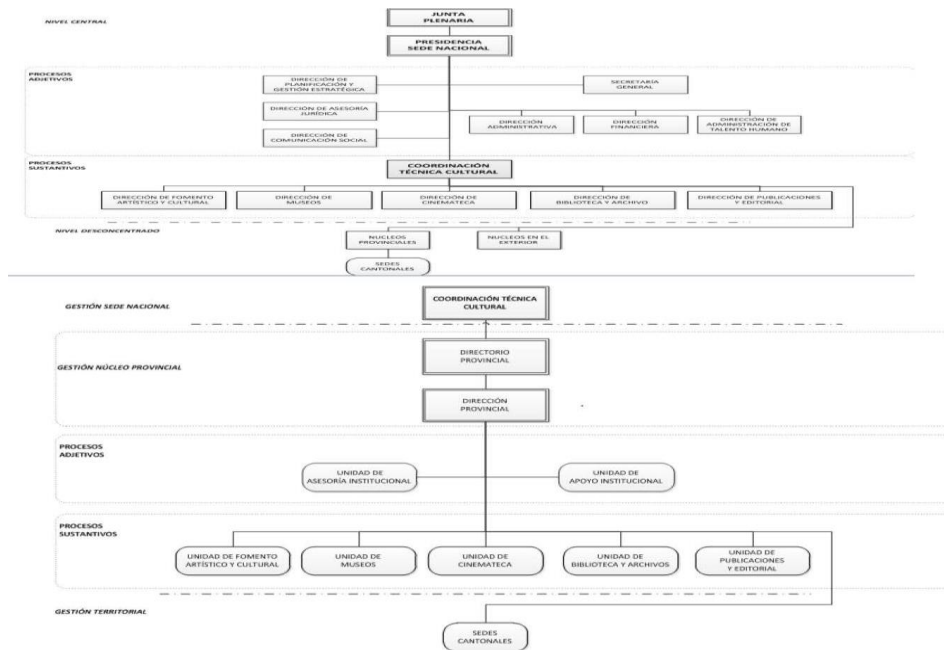 NIVEL CENTRAL
JUNTA
PLENARIA
PRESIDENCIA
SEDE NACIONAL
PROCESOS
ADJETIVOS
DIRECCIÓN DE
PLANIFICACIÓN Y
GESTIÓN ESTRATÉGICA
SECRETARÍA
GENERAL
DIRECCIÓN DE ASESORÍA
JURÍDICA
DIRECCIÓN
ADMINISTRATIVA
DIRECCIÓN
FINANCIERA
DIRECCIÓN DE
ADMINISTRACIÓN DE
TALENTO HUMANO
DIRECCIÓN DE
COMUNICACIÓN SOCIAL
PROCESOS
SUSTANTIVOS
COORDINACIÓN
TÉCNICA CULTURAL
DIRECCIÓN DE FOMENTO
ARTÍSTICO Y CULTURAL
DIRECCIÓN DE
MUSEOS
DIRECCIÓN DE
CINEMATECA
DIRECCIÓN DE
BIBLIOTECA Y ARCHIVO
DIRECCIÓN DE PUBLICACIONES
Y EDITORIAL
NIVEL DESCONCENTRADO
NUCLEOS
PROVINCIALES
NUCLEOS EN EL
EXTERIOR
SEDES
CANTONALES
GESTIÓN SEDE NACIONAL
COORDINACIÓN TÉCNICA
CULTURAL
GESTIÓN NÚCLEO PROVINCIAL
DIRECTORIO
PROVINCIAL
DIRECCIÓN
PROVINCIAL
PROCESOS
ADJETIVOS
UNIDAD DE
ASESORÍA INSTITUCIONAL
UNIDAD DE
APOYO INSTITUCIONAL
PROCESOS
SUSTANTIVOS
UNIDAD DE FOMENTO
ARTÍSTICO Y CULTURAL
UNIDAD DE
MUSEOS
UNIDAD DE
CINEMATECA
UNIDAD DE
BIBLIOTECA Y ARCHIVOS
UNIDAD DE
PUBLICACIONES
Y EDITORIAL
GESTIÓN TERRITORIAL
SEDES
CANTONALES